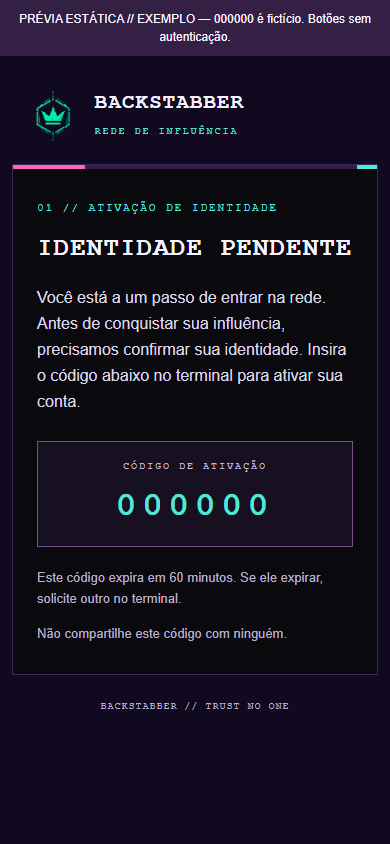 PRÉVIA ESTÁTICA // EXEMPLO — 000000 é fictício. Botões sem
autenticação.
BACKSTABBER
REDE DE INFLUÊNCIA
01 // ATIVAÇÃO DE IDENTIDADE
IDENTIDADE PENDENTE
Você está a um passo de entrar na rede.
Antes de conquistar sua influência,
precisamos confirmar sua identidade. Insira
o código abaixo no terminal para ativar sua
conta.
CÓDIGO DE ATIVAÇÃO
000000
Este código expira em 60 minutos. Se ele expirar,
solicite outro no terminal.
Não compartilhe este código com ninguém.
BACKSTABBER // TRUST NO ONE